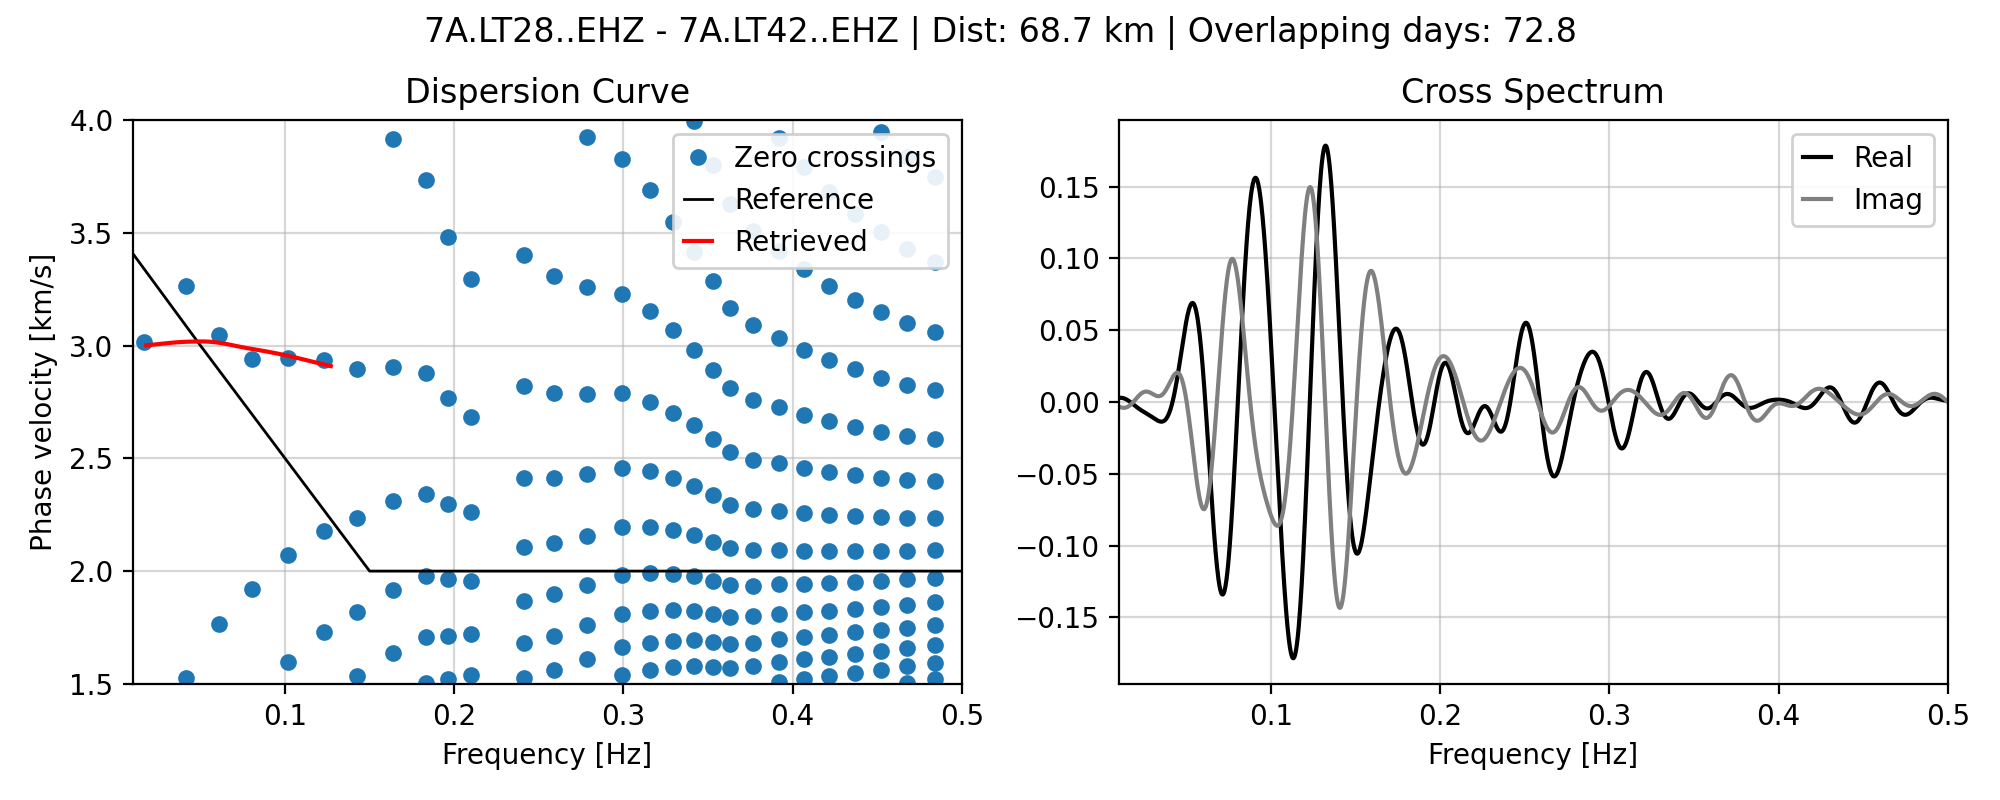 7A.LT28..EHZ - 7A.LT42..EHZ | Dist: 68.7 km | Overlapping days: 72.8
Dispersion Curve
4.0
3.5
3.0
2.5
2.0
1.5
Phase velocity [km/s]
Zero crossings
Reference
Retrieved
0.1 0.2 0.3 0.4 0.5
Frequency [Hz]
Cross Spectrum
0.15
0.10
0.05
0.00
−0.05
−0.10
−0.15
Real
Imag
0.1 0.2 0.3 0.4 0.5
Frequency [Hz]